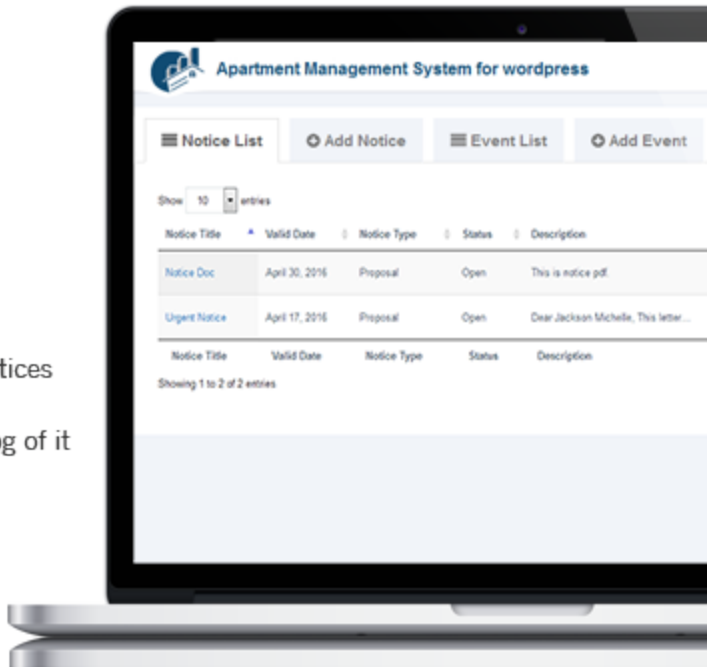 Apartment Management System for wordpress
Notice List Add Notice Event List Add Event
Show 10 entries
Notice Title Valid Date Notice Type Status Description
Notice Doc April 30, 2016 Proposal Open This is notice pdf.
Urgent Notice April 17, 2016 Proposal Open Dear Jackson Michelle, This letter...
Notice Title Valid Date Notice Type Status Description
Showing 1 to 2 of 2 entries
tices
og of it